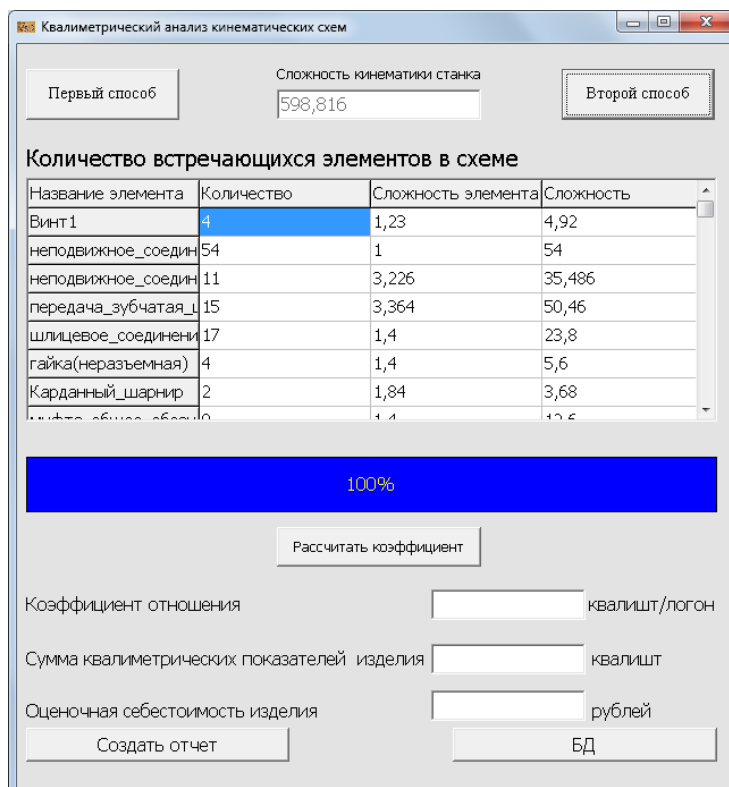 Квалиметрический анализ кинематических схем
Первый способ
Сложность кинематики станка
598,816
Второй способ
Количество встречающихся элементов в схеме
Название элемента Количество Сложность элемента Сложность
Винт1 4 1,23 4,92
неподвижное_соедин 54 1 54
неподвижное_соедин 11 3,226 35,486
передача_зубчатая_ц 15 3,364 50,46
шлицевое_соединени 17 1,4 23,8
гайка(неразъемная) 4 1,4 5,6
Карданный_шарнир 2 1,84 3,68
100%
Рассчитать коэффициент
Коэффициент отношения квалишт/логон
Сумма квалиметрических показателей изделия квалишт
Оценочная себестоимость изделия рублей
Создать отчет БД